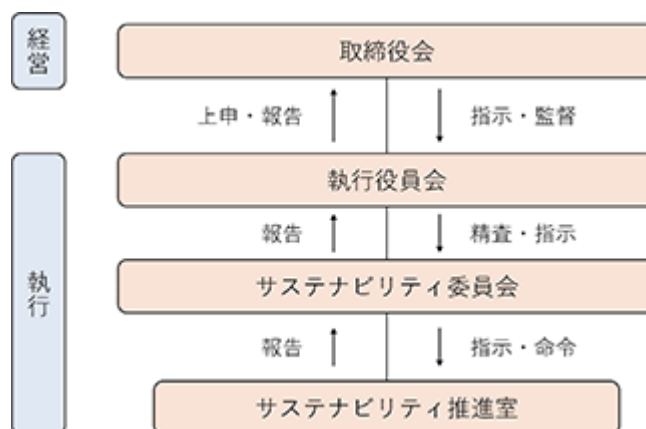 経営
取締役会
上申・報告
指示・監督
執行
執行役員会
報告
精査・指示
サステナビリティ委員会
報告
指示・命令
サステナビリティ推進室